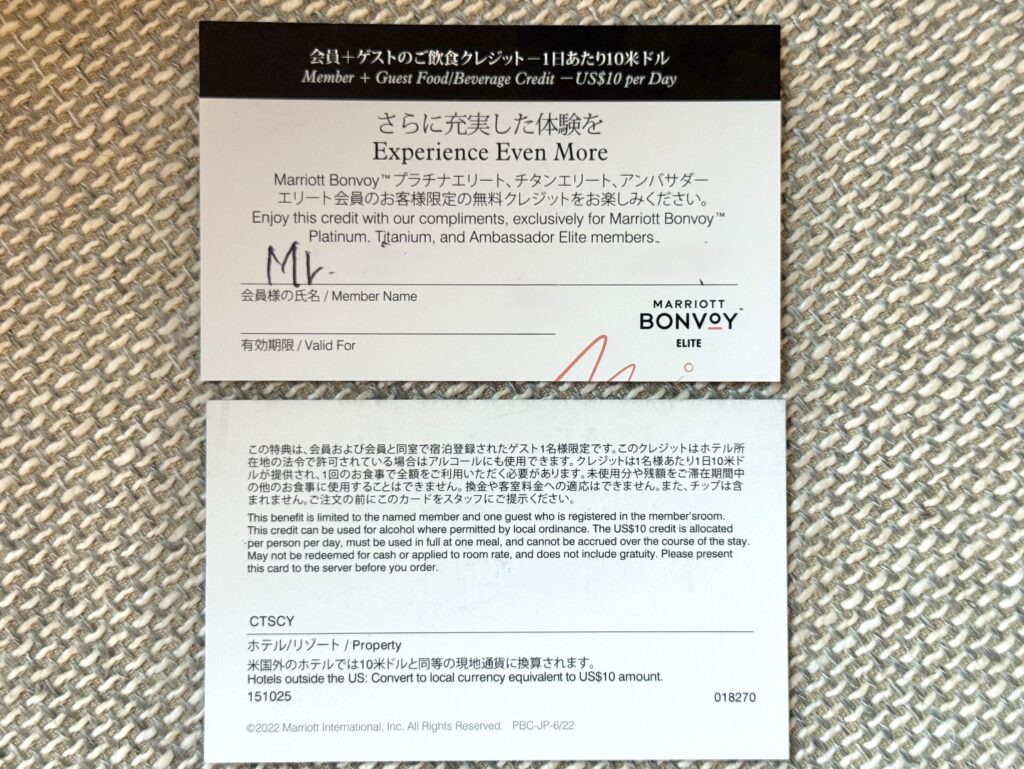 会員＋ゲストのご飲食クレジット－1日あたり10米ドル
Member + Guest Food/Beverage Credit — US$10 per Day
さらに充実した体験を
Experience Even More
Marriott Bonvoy™ プラチナエリート、チタンエリート、アンバサダー
エリート会員のお客様限定の無料クレジットをお楽しみください。
Enjoy this credit with our compliments, exclusively for Marriott Bonvoy™
Platinum. Titanium, and Ambassador Elite members.
Mr.
会員様の氏名 / Member Name
有効期限 / Valid For
MARRIOTT
BONVOY™
ELITE
この特典は、会員および会員と同室で宿泊登録されたゲスト1名様限定です。このクレジットはホテル所
在地の法令で許可されている場合はアルコールにも使用できます。クレジットは1名様あたり1日10米ド
ルが提供され、1回のお食事で全額をご利用いただく必要があります。未使用分や残額をご滞在期間中
の他のお食事に使用することはできません。換金や客室料金への適応はできません。また、チップは含
まれません。ご注文の前にこのカードをスタッフにご提示ください。
This benefit is limited to the named member and one guest who is registered in the member'sroom.
This credit can be used for alcohol where permitted by local ordinance. The US$10 credit is allocated
per person per day, must be used in full at one meal, and cannot be accrued over the course of the stay.
May not be redeemed for cash or applied to room rate, and does not include gratuity. Please present
this card to the server before you order.
CTSCY
ホテル/リゾート / Property
米国外のホテルでは10米ドルと同等の現地通貨に換算されます。
Hotels outside the US: Convert to local currency equivalent to US$10 amount.
151025
018270
©2022 Marriott International, Inc. All Rights Reserved. PBC-JP-6/22